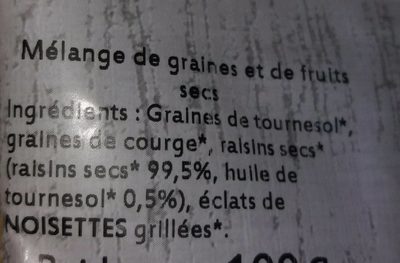 Mélange de graines et de fruits
secs
Ingrédients : Graines de tournesol*,
graines de courge*, raisins secs*
(raisins secs* 99,5%, huile de
tournesol* 0,5%), éclats de
NOISETTES grillées*.